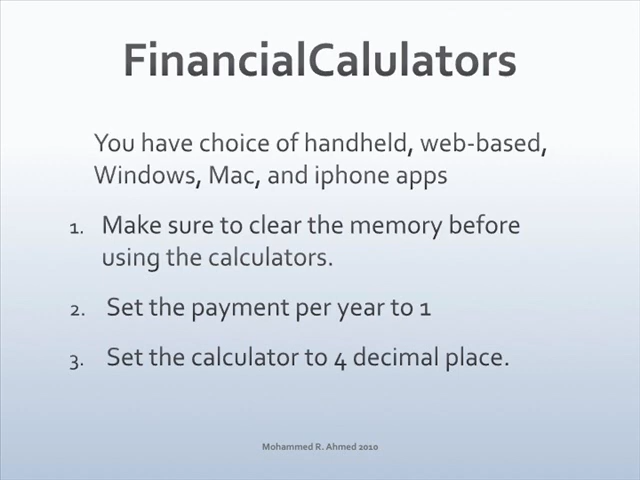 FinancialCalulators
You have choice of handheld, web-based,
Windows, Mac, and iphone apps
1. Make sure to clear the memory before
using the calculators.
2. Set the payment per year to 1
3. Set the calculator to 4 decimal place.
Mohammed R. Ahmed 2010